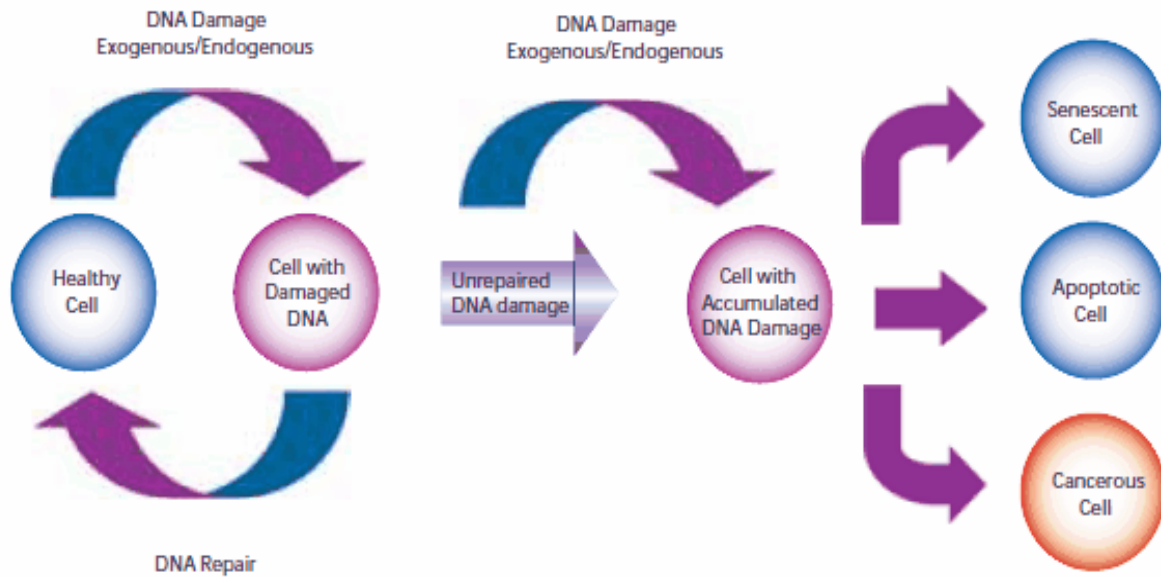 DNA Damage
Exogenous/Endogenous
DNA Damage
Exogenous/Endogenous
Healthy
Cell
Cell with
Damaged
DNA
Unrepaired
DNA damage
Cell with
Accumulated
DNA Damage
Senescent
Cell
Apoptotic
Cell
Cancerous
Cell
DNA Repair